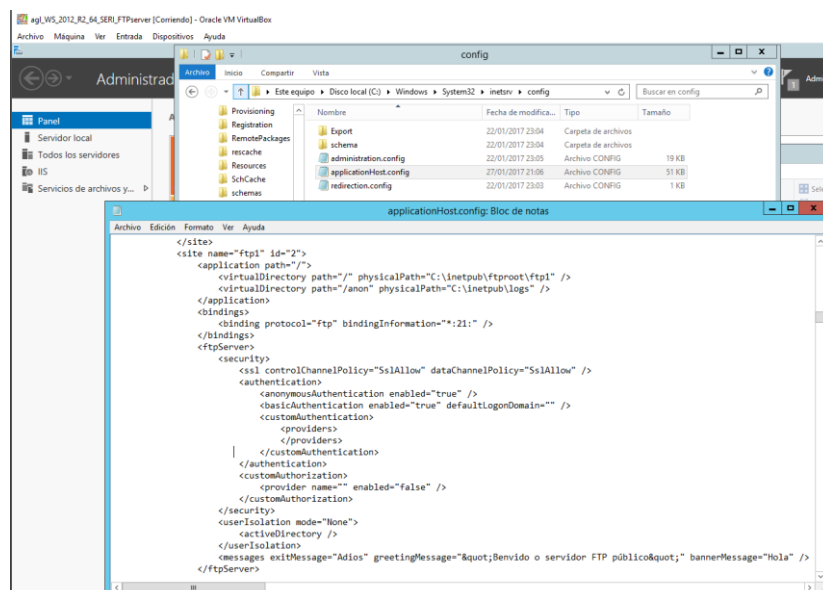 agl_WS_2012_R2_64_SERI_FTPserver [Corriendo] - Oracle VM VirtualBox
Archivo Máquina Ver Entrada Dispositivos Ayuda
config
Administrad
Archivo Inicio Compartir Vista
Este equipo Disco local (C:) Windows System32 inetsrv config
Buscar en config
Panel
Servidor local
Todos los servidores
IIS
Servicios de archivos y...
Provisioning
Registration
RemotePackages
rescache
Resources
SchCache
schemas
Nombre Fecha de modifica... Tipo Tamaño
Export 22/01/2017 23:04 Carpeta de archivos
schema 22/01/2017 23:04 Carpeta de archivos
administration.config 22/01/2017 23:05 Archivo CONFIG 19 KB
applicationHost.config 27/01/2017 21:06 Archivo CONFIG 51 KB
redirection.config 22/01/2017 23:03 Archivo CONFIG 1 KB
1
Adm
Sele
applicationHost.config: Bloc de notas
Archivo Edición Formato Ver Ayuda
</site>
<site name="ftp1" id="2">
<application path="/">
<virtualDirectory path="/" physicalPath="C:\inetpub\ftproot\ftp1" />
<virtualDirectory path="/anon" physicalPath="C:\inetpub\logs" />
</application>
<bindings>
<binding protocol="ftp" bindingInformation="*:21:" />
</bindings>
<ftpServer>
<security>
<ssl controlChannelPolicy="SslAllow" dataChannelPolicy="SslAllow" />
<authentication>
<anonymousAuthentication enabled="true" />
<basicAuthentication enabled="true" defaultLogonDomain="" />
<customAuthentication>
<providers>
</providers>
</customAuthentication>
</authentication>
<customAuthorization>
<provider name="" enabled="false" />
</customAuthorization>
</security>
<userIsolation mode="None">
<activeDirectory />
</userIsolation>
<messages exitMessage="Adios" greetingMessage="&quot;Benvido o servidor FTP público&quot;" bannerMessage="Hola" />
</ftpServer>